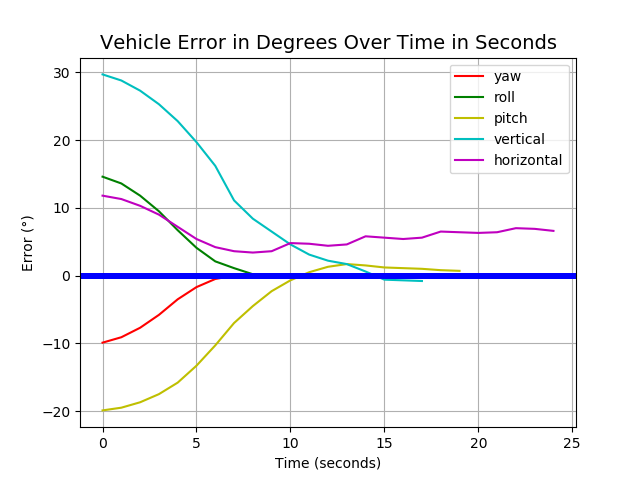 Vehicle Error in Degrees Over Time in Seconds
yaw
roll
pitch
vertical
horizontal
Error (°)
30
20
10
0
−10
−20
0 5 10 15 20 25
Time (seconds)